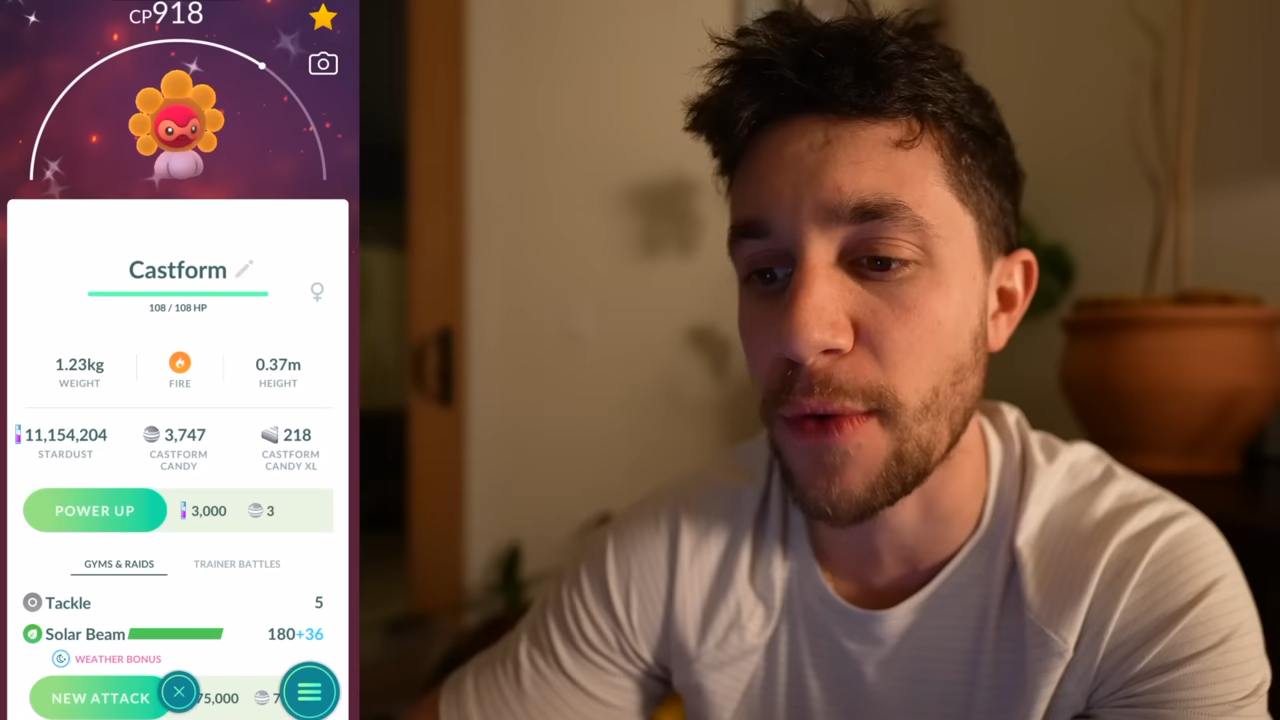 CP918
Castform
108 / 108 HP
1.23kg
WEIGHT
FIRE
0.37m
HEIGHT
11,154,204
STARDUST
3,747
CASTFORM
CANDY
218
CASTFORM
CANDY XL
POWER UP
3,000
3
GYMS & RAIDS
TRAINER BATTLES
Tackle
5
Solar Beam
180+36
WEATHER BONUS
NEW ATTACK
75,000